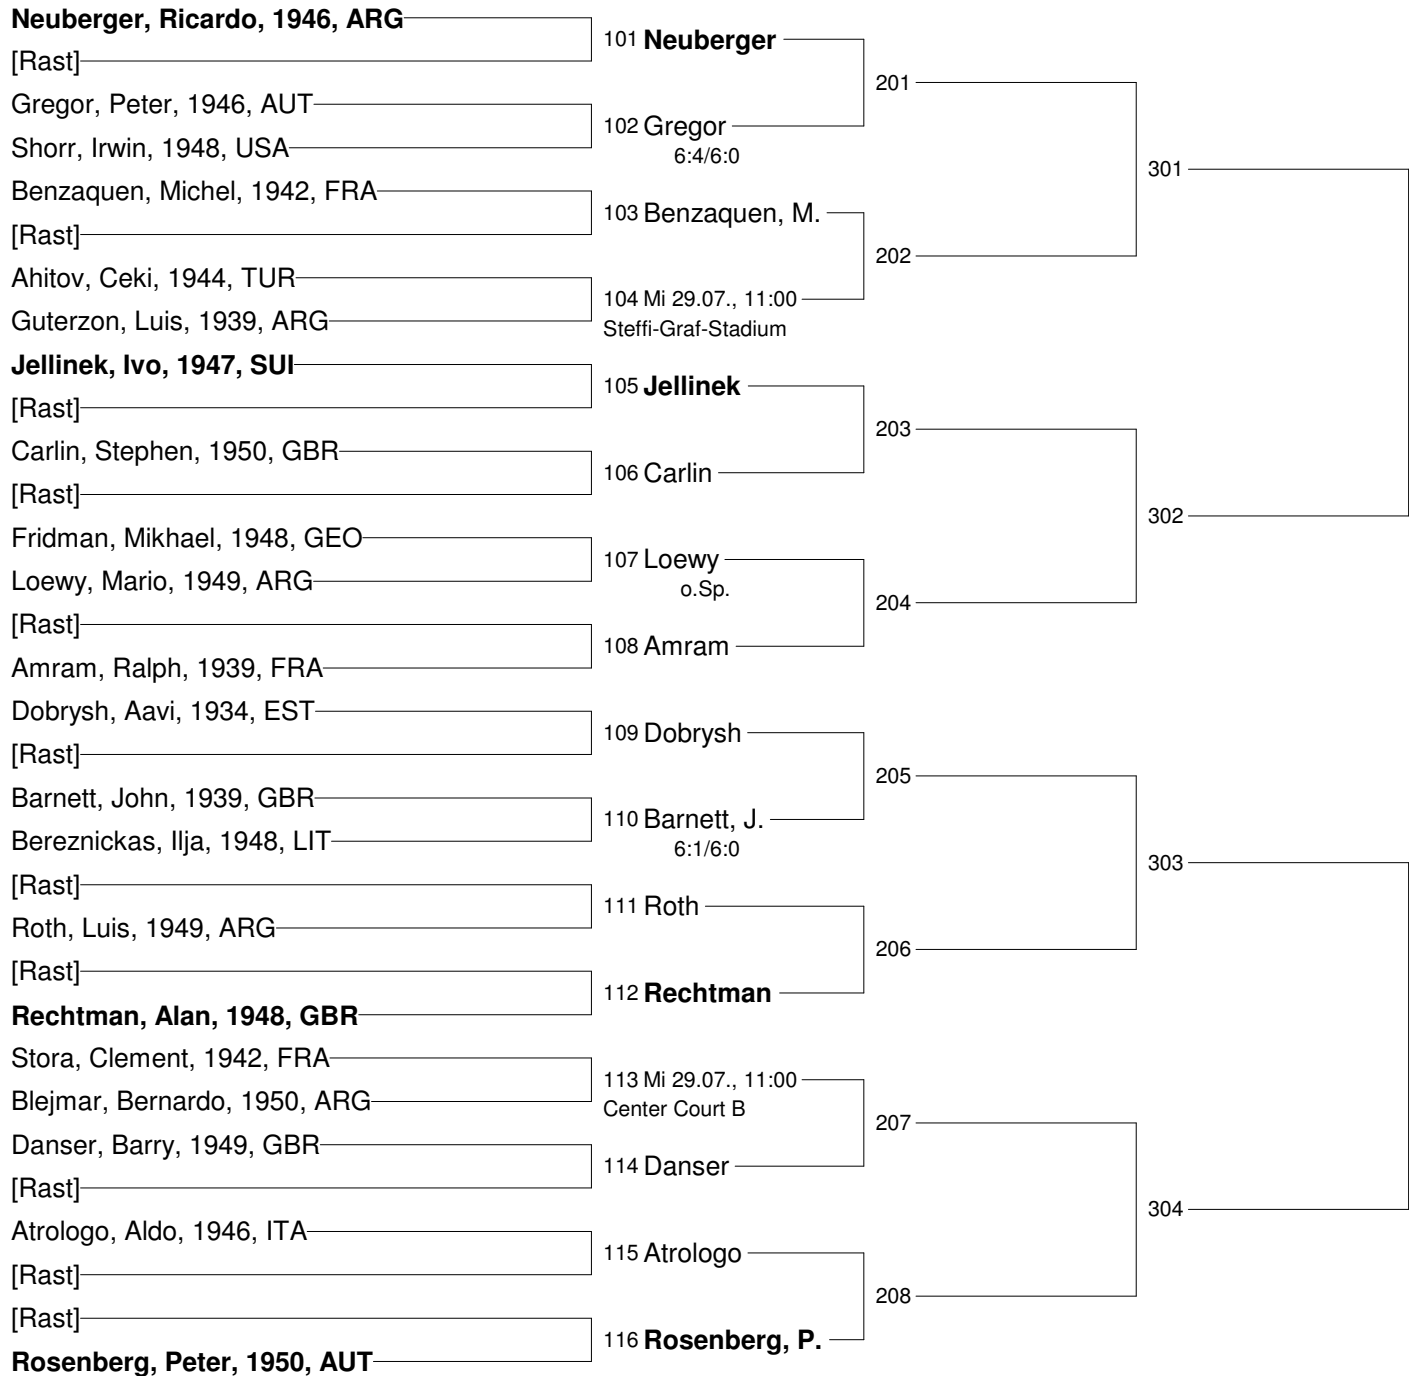 Neuberger, Ricardo, 1946, ARG
[Rast]
Gregor, Peter, 1946, AUT
Shorr, Irwin, 1948, USA
Benzaquen, Michel, 1942, FRA
[Rast]
Ahitov, Ceki, 1944, TUR
Guterzon, Luis, 1939, ARG
Jellinek, Ivo, 1947, SUI
[Rast]
Carlin, Stephen, 1950, GBR
[Rast]
Fridman, Mikhael, 1948, GEO
Loewy, Mario, 1949, ARG
[Rast]
Amram, Ralph, 1939, FRA
Dobrysh, Aavi, 1934, EST
[Rast]
Barnett, John, 1939, GBR
Bereznickas, Ilja, 1948, LIT
[Rast]
Roth, Luis, 1949, ARG
[Rast]
Rechtman, Alan, 1948, GBR
Stora, Clement, 1942, FRA
Blejmar, Bernardo, 1950, ARG
Danser, Barry, 1949, GBR
[Rast]
Atrologo, Aldo, 1946, ITA
[Rast]
[Rast]
Rosenberg, Peter, 1950, AUT
101 Neuberger
102 Gregor
6:4/6:0
103 Benzaquen, M.
104 Mi 29.07., 11:00
Steffi-Graf-Stadium
105 Jellinek
106 Carlin
107 Loewy
o.Sp.
108 Amram
109 Dobrysh
110 Barnett, J.
6:1/6:0
111 Roth
112 Rechtman
113 Mi 29.07., 11:00
Center Court B
114 Danser
115 Atrologo
116 Rosenberg, P.
201
202
203
204
205
206
207
208
301
302
303
304